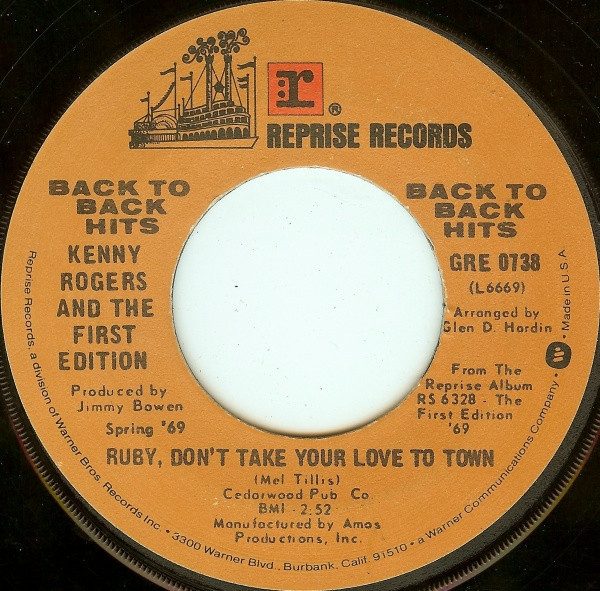 r ®
REPRISE RECORDS
BACK TO
BACK
HITS
KENNY
ROGERS
AND THE
FIRST
EDITION
Produced by
Jimmy Bowen
Spring '69
BACK TO
BACK
HITS
GRE 0738
(L6669)
Arranged by
Glen D. Hardin
From The
Reprise Album
RS 6328 - The
First Edition
'69
RUBY, DON'T TAKE YOUR LOVE TO TOWN
(Mel Tillis)
Cedarwood Pub Co
BMI - 2:52
Manufactured by Amos
Productions, Inc.
Reprise Records, a division of Warner Bros. Records Inc. • 3300 Warner Blvd., Burbank, Calif. 91510 • a Warner Communications Company • Made in U.S.A.